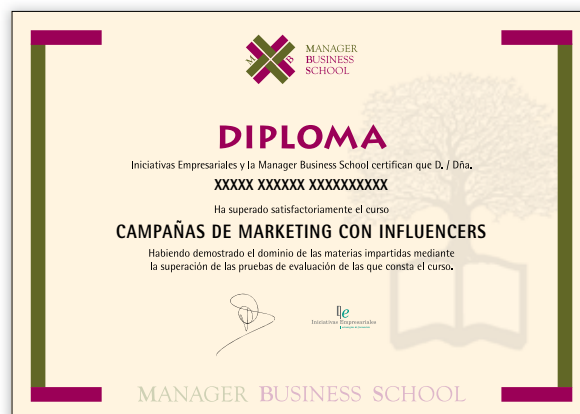 M B
MANAGER
BUSINESS
SCHOOL
DIPLOMA
Iniciativas Empresariales y la Manager Business School certifican que D. / Dña.
XXXXX XXXXXX XXXXXXXXXX
Ha superado satisfactoriamente el curso
CAMPAÑAS DE MARKETING CON INFLUENCERS
Habiendo demostrado el dominio de las materias impartidas mediante
la superación de las pruebas de evaluación de las que consta el curso.
Iniciativas Empresariales
MANAGER BUSINESS SCHOOL